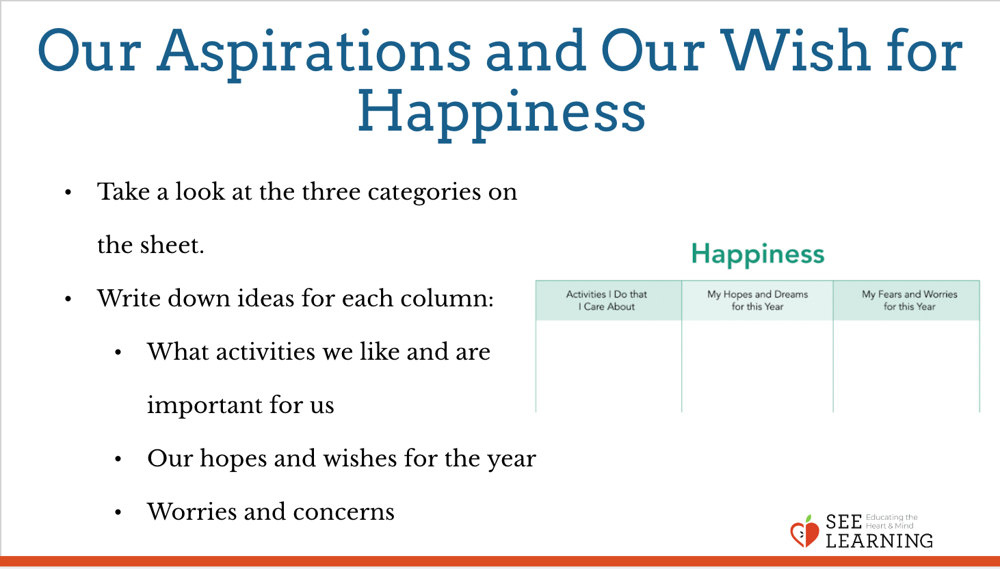 Our Aspirations and Our Wish for
Happiness
• Take a look at the three categories on
the sheet.
• Write down ideas for each column:
• What activities we like and are
important for us
• Our hopes and wishes for the year
• Worries and concerns
Happiness
Activities I Do that
I Care About
My Hopes and Dreams
for this Year
My Fears and Worries
for this Year
SEE Educating the
Heart & Mind
LEARNING